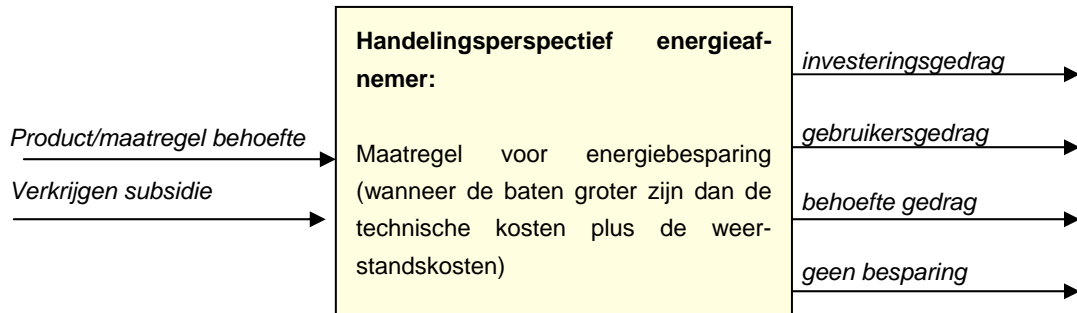 Product/maatregel behoefte
Verkrijgen subsidie
Handelingsperspectief energieaf-
nemer:
Maatregel voor energiebesparing
(wanneer de baten groter zijn dan de
technische kosten plus de weer-
standskosten)
investeringsgedrag
gebruikersgedrag
behoefte gedrag
geen besparing